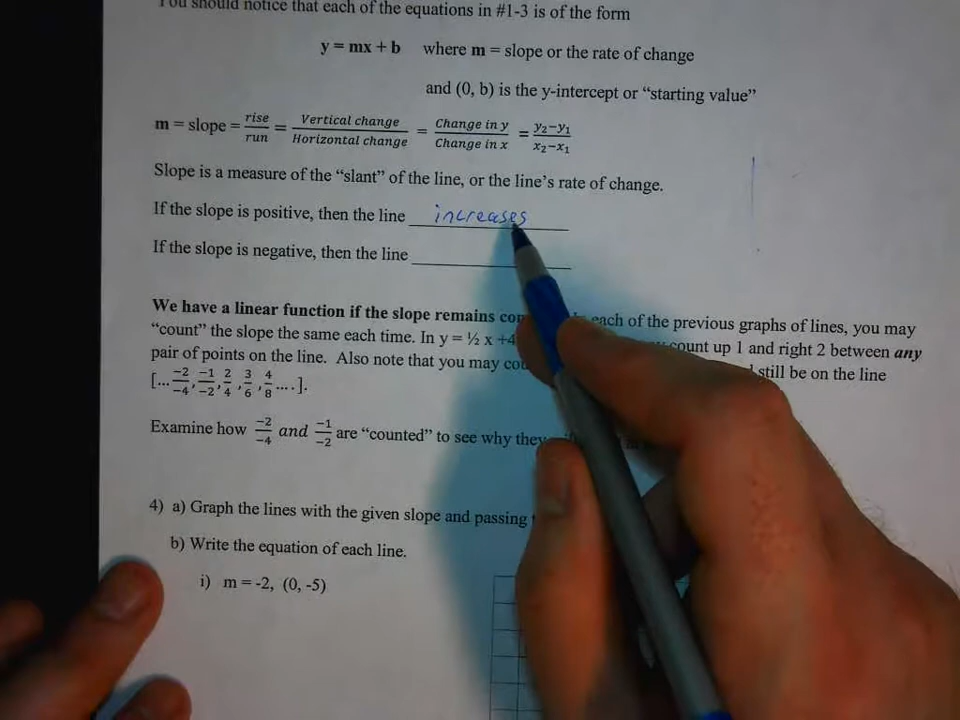 You should notice that each of the equations in #1-3 is of the form
y = mx + b where m = slope or the rate of change
and (0, b) is the y-intercept or “starting value”
m = slope = rise/run = Vertical change/Horizontal change = Change in y/Change in x = y₂−y₁/x₂−x₁
Slope is a measure of the “slant” of the line, or the line’s rate of change.
If the slope is positive, then the line increases
If the slope is negative, then the line
We have a linear function if the slope remains each of the previous graphs of lines, you may
“count” the slope the same each time. In y = ½ x +4 count up 1 and right 2 between any
pair of points on the line. Also note that you may still be on the line
[... −2/−4, −1/−2, 2/4, 3/6, 4/8 .... ].
Examine how −2/−4 and −1/−2 are “counted” to see why they
4) a) Graph the lines with the given slope and passing
b) Write the equation of each line.
i) m = -2, (0, -5)